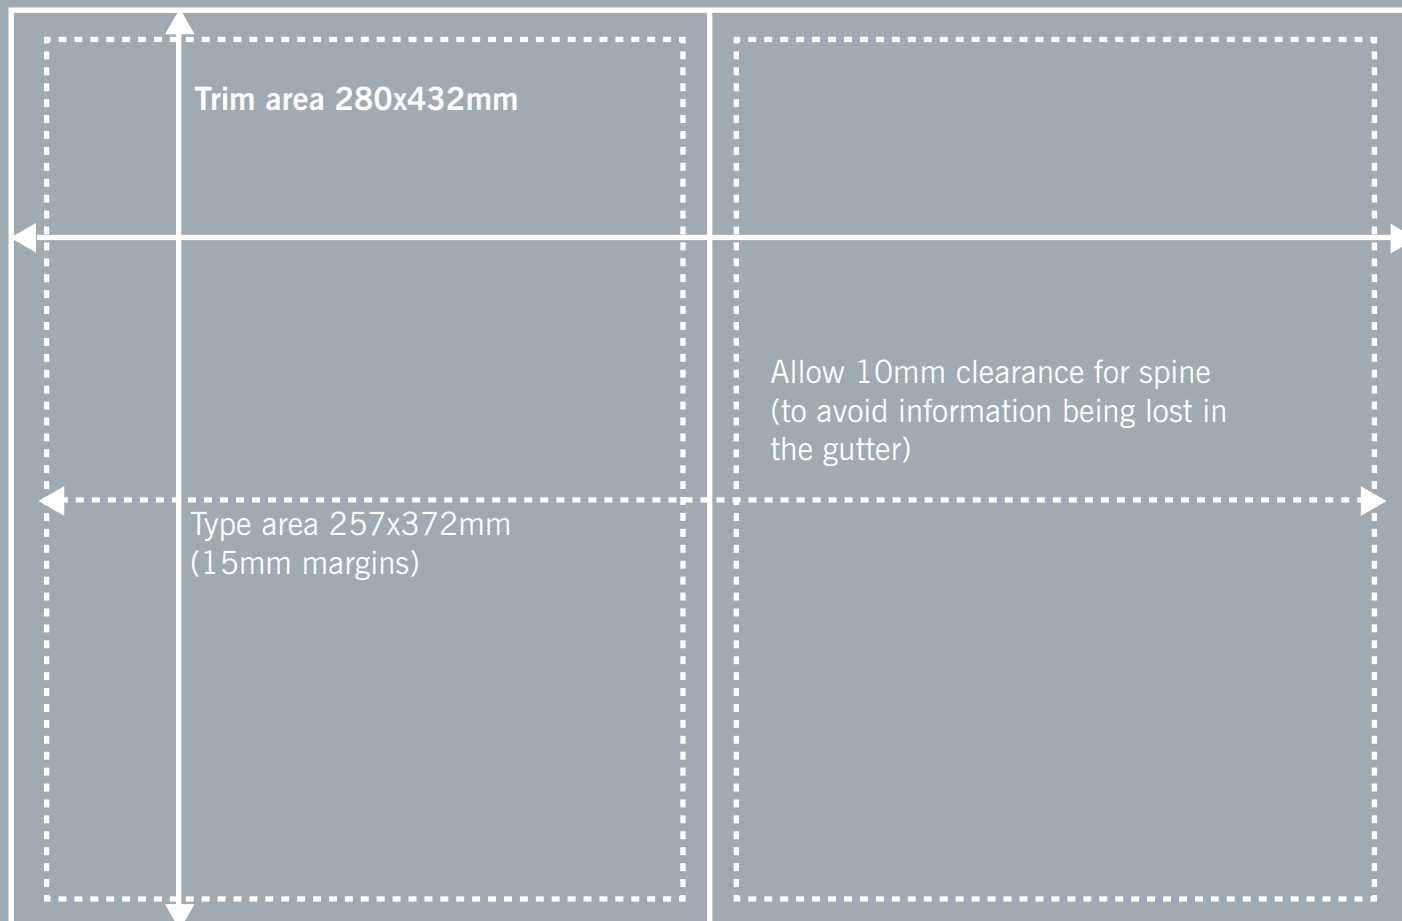 Trim area 280x432mm
Allow 10mm clearance for spine
(to avoid information being lost in
the gutter)
Type area 257x372mm
(15mm margins)